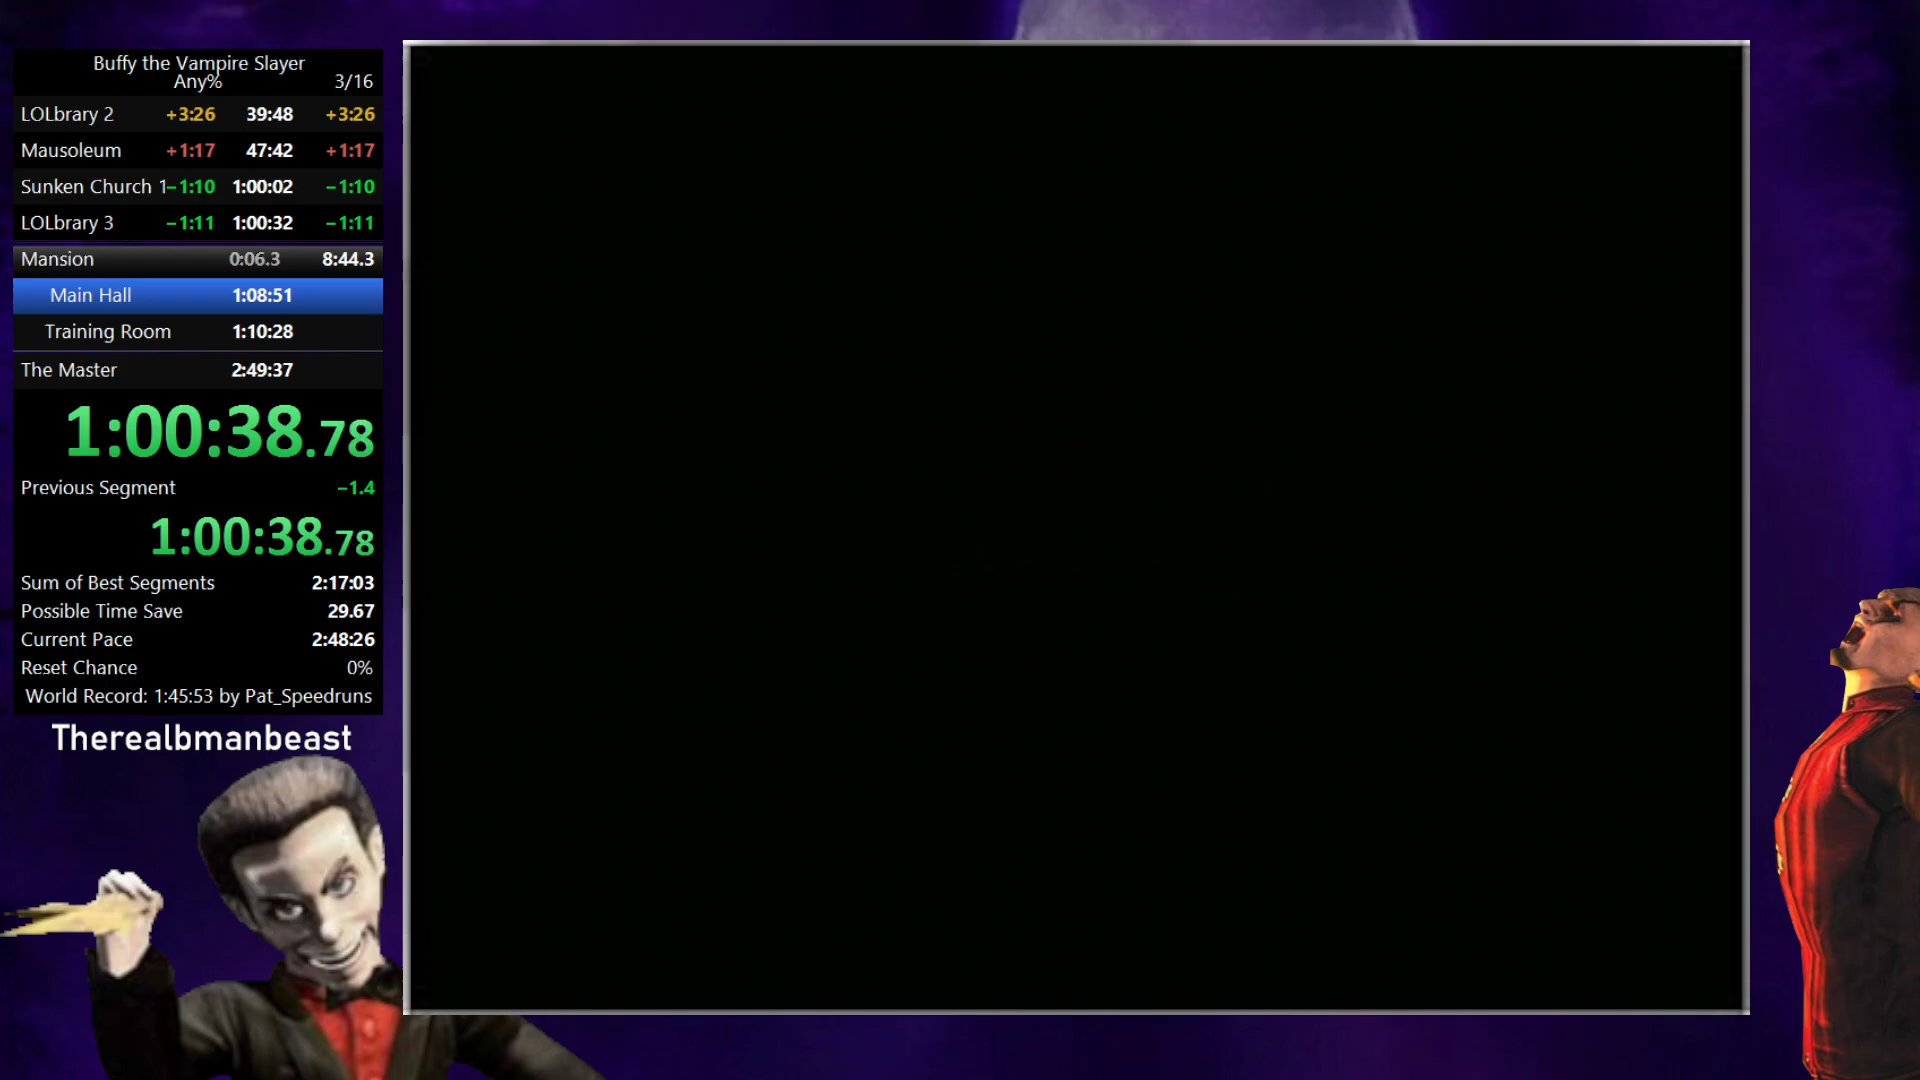 Buffy the Vampire Slayer
Any% 3/16
LOLbrary 2 +3:26 39:48 +3:26
Mausoleum +1:17 47:42 +1:17
Sunken Church 1 −1:10 1:00:02 −1:10
LOLbrary 3 −1:11 1:00:32 −1:11
Mansion 0:06.3 8:44.3
Main Hall 1:08:51
Training Room 1:10:28
The Master 2:49:37
1:00:38.78
Previous Segment −1.4
1:00:38.78
Sum of Best Segments 2:17:03
Possible Time Save 29.67
Current Pace 2:48:26
Reset Chance 0%
World Record: 1:45:53 by Pat_Speedruns
Therealbmanbeast